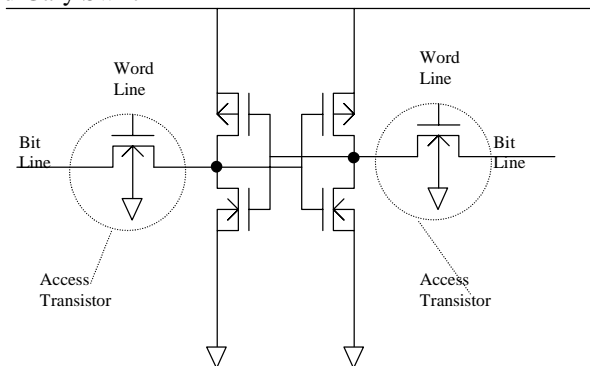 Word
Line
Bit
Line
Access
Transistor
Word
Line
Bit
Line
Access
Transistor